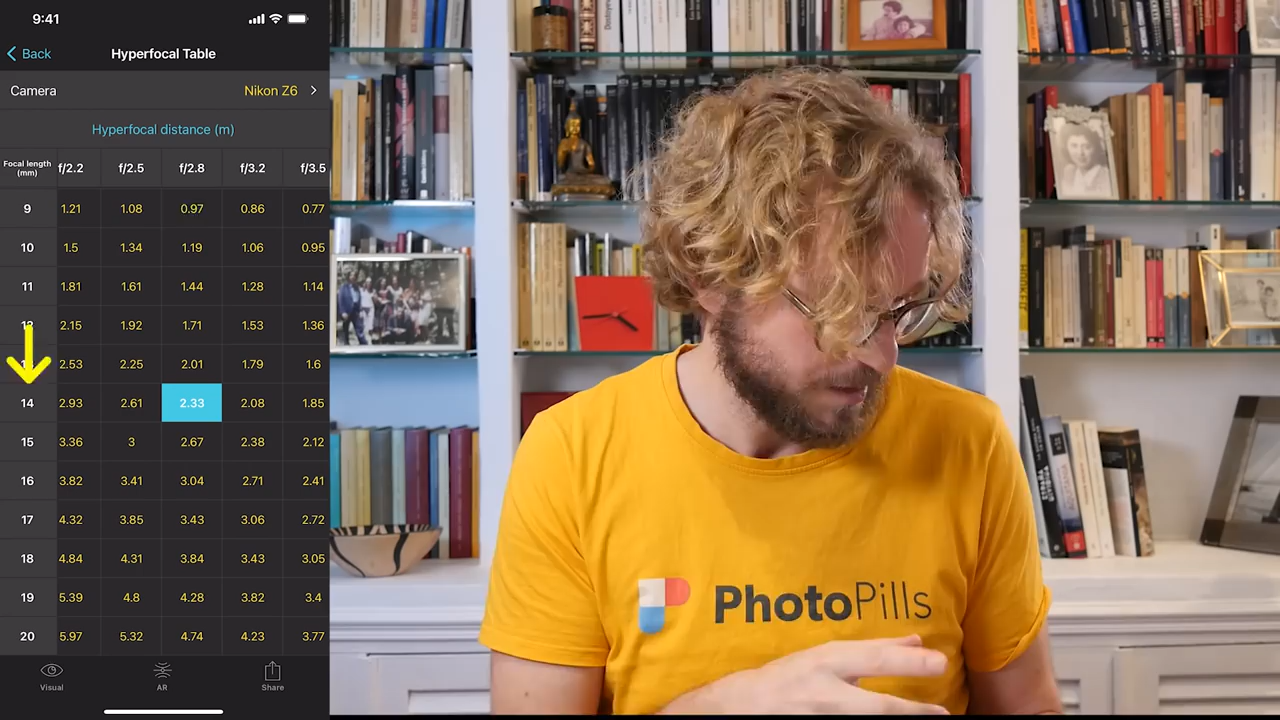 9:41
Back Hyperfocal Table
Camera Nikon Z6
Hyperfocal distance (m)
Focal length (mm) f/2.2 f/2.5 f/2.8 f/3.2 f/3.5
9 1.21 1.08 0.97 0.86 0.77
10 1.5 1.34 1.19 1.06 0.95
11 1.81 1.61 1.44 1.28 1.14
2.15 1.92 1.71 1.53 1.36
2.53 2.25 2.01 1.79 1.6
14 2.93 2.61 2.33 2.08 1.85
15 3.36 3 2.67 2.38 2.12
16 3.82 3.41 3.04 2.71 2.41
17 4.32 3.85 3.43 3.06 2.72
18 4.84 4.31 3.84 3.43 3.05
19 5.39 4.8 4.28 3.82 3.4
20 5.97 5.32 4.74 4.23 3.77
Visual AR Share
PhotoPills